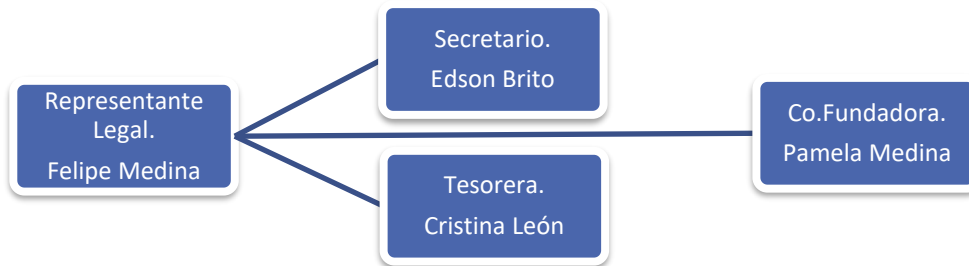 Representante
Legal.
Felipe Medina
Secretario.
Edson Brito
Tesorera.
Cristina León
Co.Fundadora.
Pamela Medina